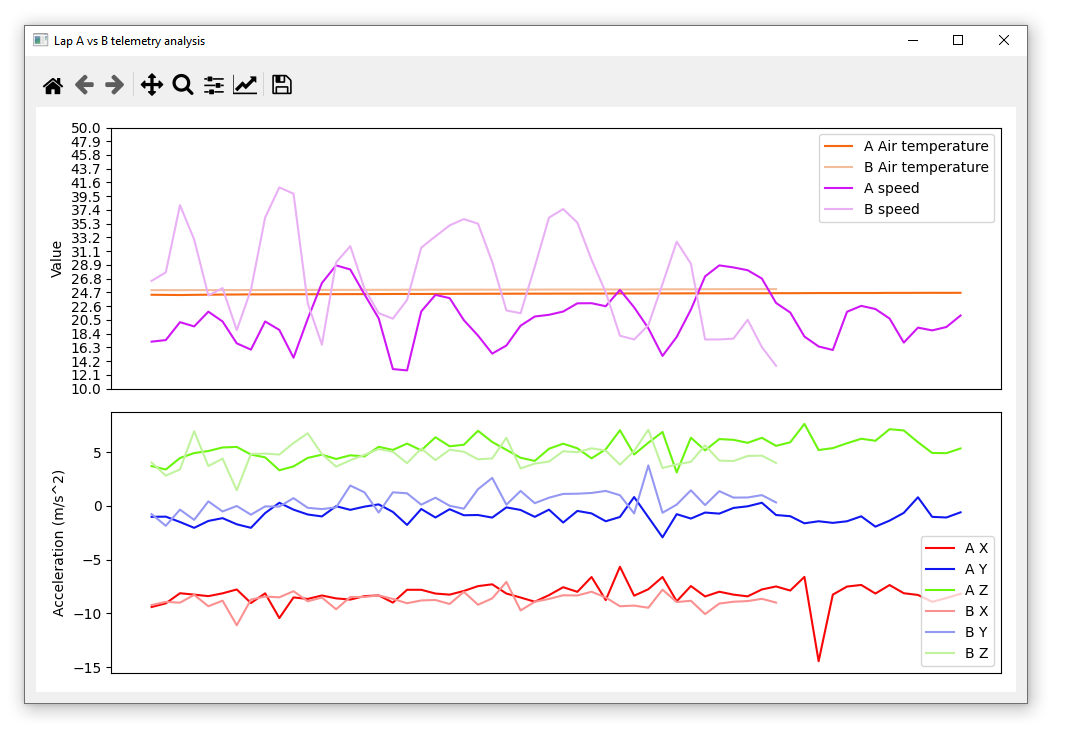 Lap A vs B telemetry analysis
50.0
47.9
45.8
43.7
41.6
39.5
37.4
35.3
33.2
31.1
28.9
26.8
24.7
22.6
20.5
18.4
16.3
14.2
12.1
10.0
Value
A Air temperature
B Air temperature
A speed
B speed
5
0
−5
−10
−15
Acceleration (m/s^2)
A X
A Y
A Z
B X
B Y
B Z